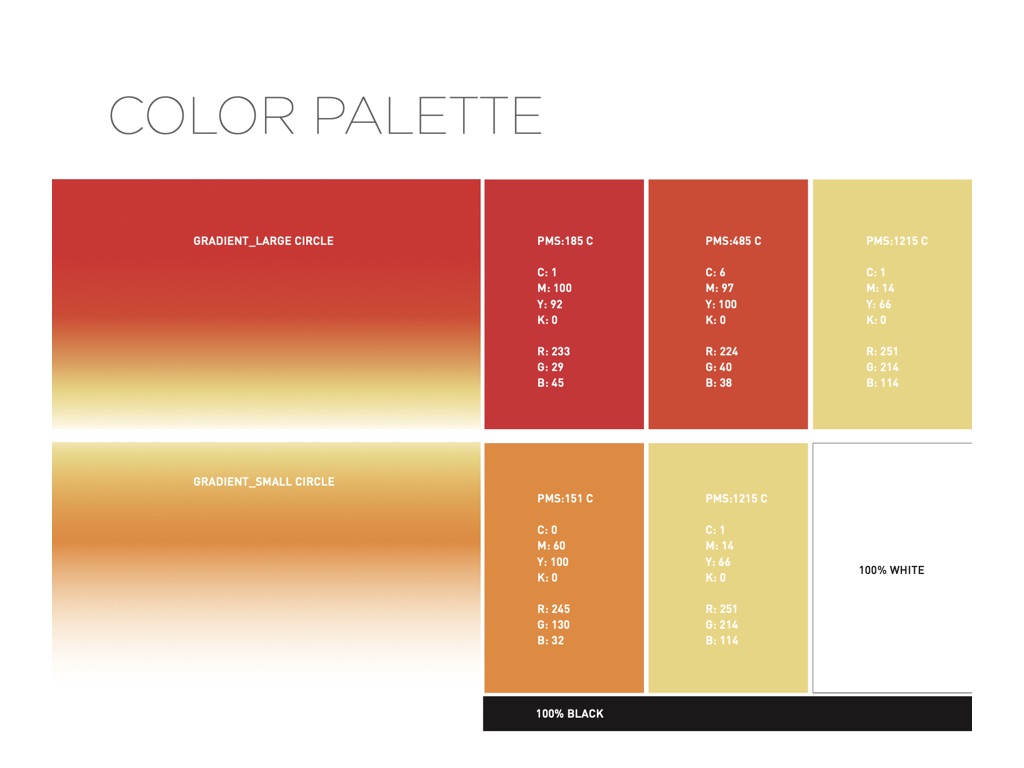 COLOR PALETTE
GRADIENT_LARGE CIRCLE
PMS:185 C
C: 1
M: 100
Y: 92
K: 0
R: 233
G: 29
B: 45
PMS:485 C
C: 6
M: 97
Y: 100
K: 0
R: 224
G: 40
B: 38
PMS:1215 C
C: 1
M: 14
Y: 66
K: 0
R: 251
G: 214
B: 114
GRADIENT_SMALL CIRCLE
PMS:151 C
C: 0
M: 60
Y: 100
K: 0
R: 245
G: 130
B: 32
PMS:1215 C
C: 1
M: 14
Y: 66
K: 0
R: 251
G: 214
B: 114
100% WHITE
100% BLACK